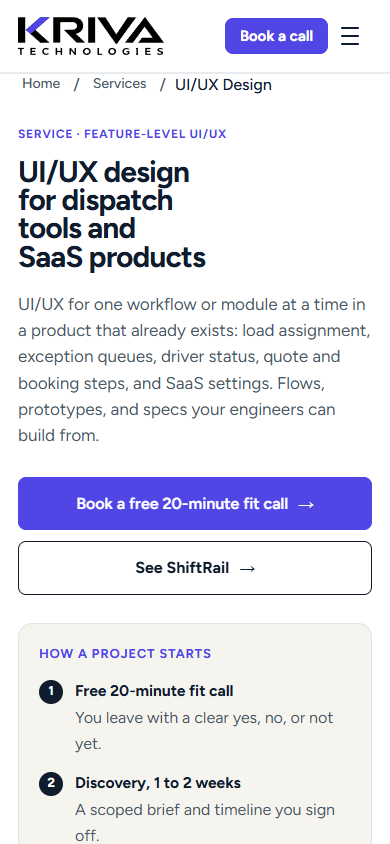 KRIVA
TECHNOLOGIES
Book a call
Home / Services / UI/UX Design
SERVICE · FEATURE-LEVEL UI/UX
UI/UX design
for dispatch
tools and
SaaS products
UI/UX for one workflow or module at a time in
a product that already exists: load assignment,
exception queues, driver status, quote and
booking steps, and SaaS settings. Flows,
prototypes, and specs your engineers can
build from.
Book a free 20-minute fit call →
See ShiftRail →
HOW A PROJECT STARTS
1 Free 20-minute fit call
You leave with a clear yes, no, or not
yet.
2 Discovery, 1 to 2 weeks
A scoped brief and timeline you sign
off.